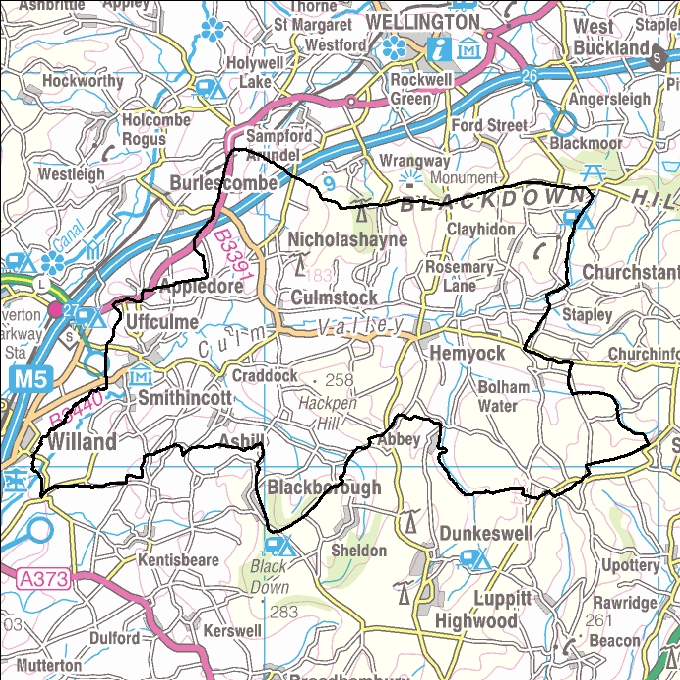 Ashbrittle
Appley
Thorne
St Margaret
WELLINGTON
West
Buckland
Westford
Holywell
Lake
Hockworthy
Rockwell
Green
26
Angersleigh
Holcombe
Rogus
Sampford
Arundel
Ford Street
Blackmoor
Westleigh
Wrangway
Monument
Burlescombe
9
BLACKDOWN
HIL
Canal
B3391
Nicholashayne
Clayhidon
183
Rosemary
Lane
Churchstant
L
Appledore
Culmstock
Stapley
27
verton
arkway
Sta
S
Uffculme
Culm Valley
Hemyock
Churchinfo
M5
Craddock
258
Hackpen
Hill
Bolham
Water
Smithincott
B3440
Willand
Ashill
Abbey
S
Blackborough
Dunkeswell
Kentisbeare
Sheldon
Upottery
A373
Black
Down
Luppitt
Rawridge
283
Highwood
261
03
Dulford
Kerswell
Beacon
Mutterton
Broadhembury